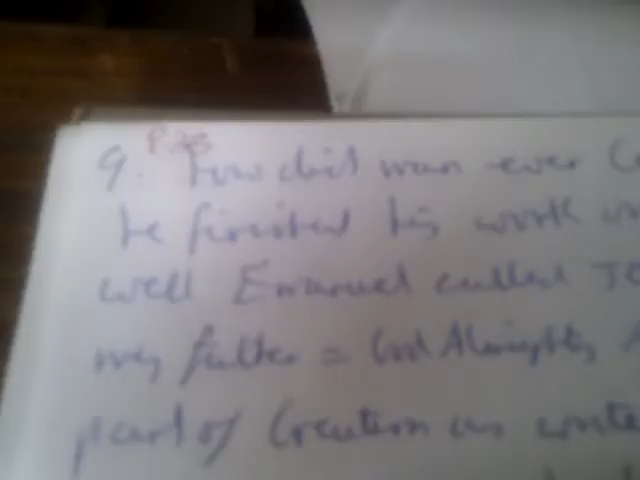 9. How did man ever
he finished his work
well Emanuel called
my father = God Almighty
part of Creation as